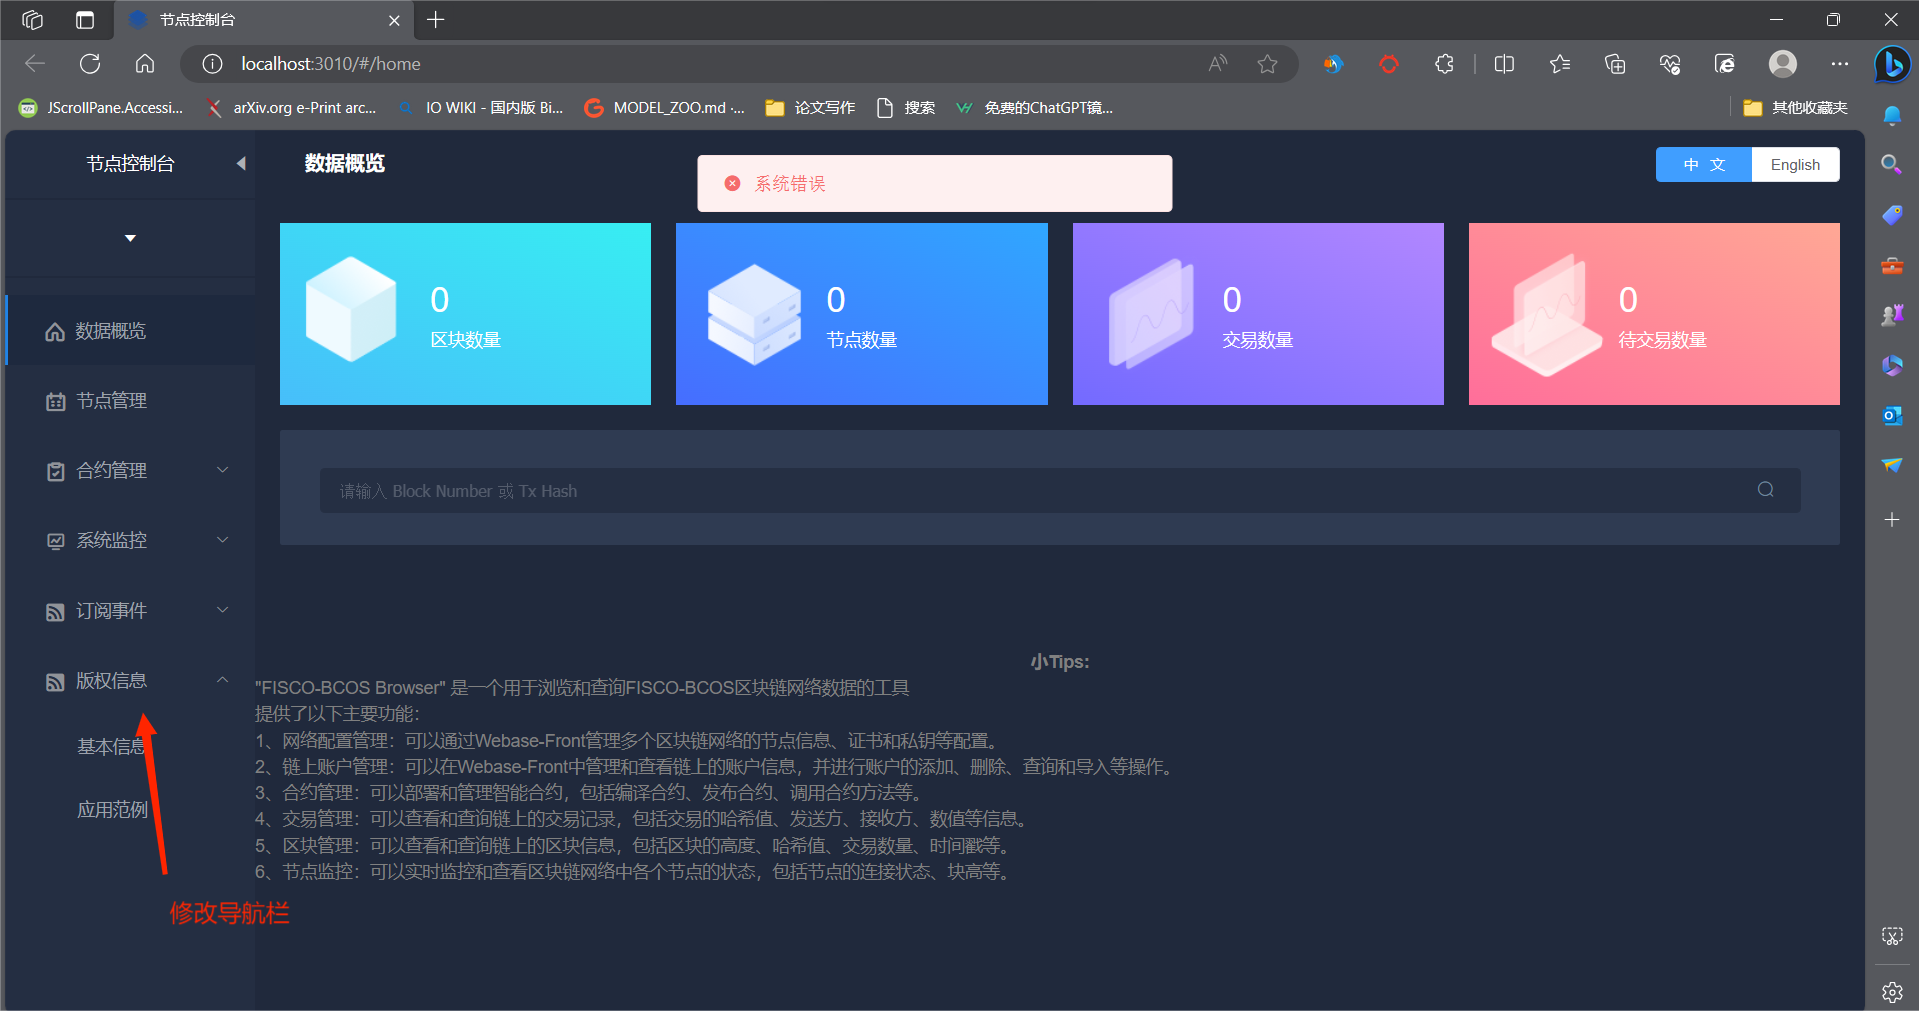 节点控制台
localhost:3010/#/home
JScrollPane.Accessi...
arXiv.org e-Print arc...
IO WIKI - 国内版 Bi...
MODEL_ZOO.md ·...
论文写作
搜索
免费的ChatGPT镜...
其他收藏夹
节点控制台
数据概览
系统错误
中 文
English
0
区块数量
0
节点数量
0
交易数量
0
待交易数量
数据概览
节点管理
合约管理
系统监控
订阅事件
版权信息
基本信息
应用范例
请输入 Block Number 或 Tx Hash
小Tips:
"FISCO-BCOS Browser" 是一个用于浏览和查询FISCO-BCOS区块链网络数据的工具
提供了以下主要功能：
1、网络配置管理：可以通过Webase-Front管理多个区块链网络的节点信息、证书和私钥等配置。
2、链上账户管理：可以在Webase-Front中管理和查看链上的账户信息，并进行账户的添加、删除、查询和导入等操作。
3、合约管理：可以部署和管理智能合约，包括编译合约、发布合约、调用合约方法等。
4、交易管理：可以查看和查询链上的交易记录，包括交易的哈希值、发送方、接收方、数值等信息。
5、区块管理：可以查看和查询链上的区块信息，包括区块的高度、哈希值、交易数量、时间戳等。
6、节点监控：可以实时监控和查看区块链网络中各个节点的状态，包括节点的连接状态、块高等。
修改导航栏